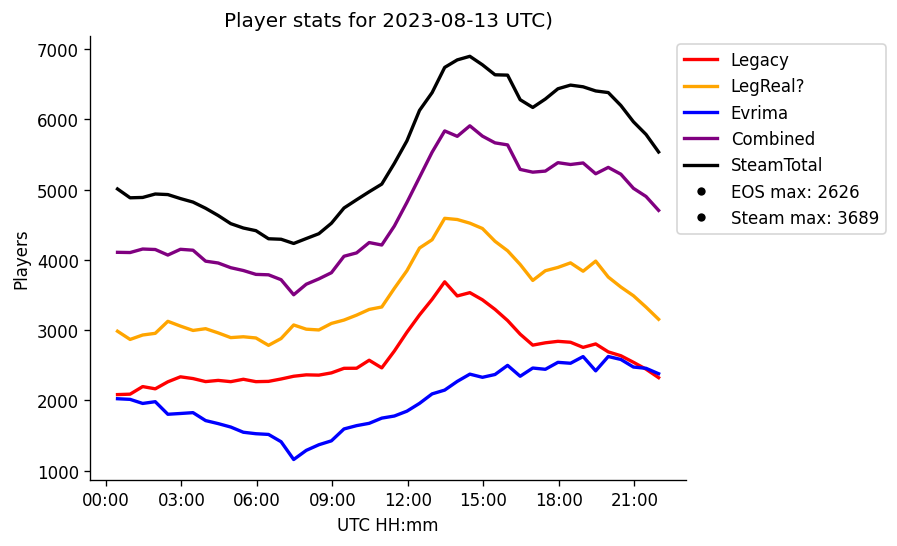 Player stats for 2023-08-13 UTC)
7000
6000
5000
4000
3000
2000
1000
Players
00:00 03:00 06:00 09:00 12:00 15:00 18:00 21:00
UTC HH:mm
Legacy
LegReal?
Evrima
Combined
SteamTotal
EOS max: 2626
Steam max: 3689